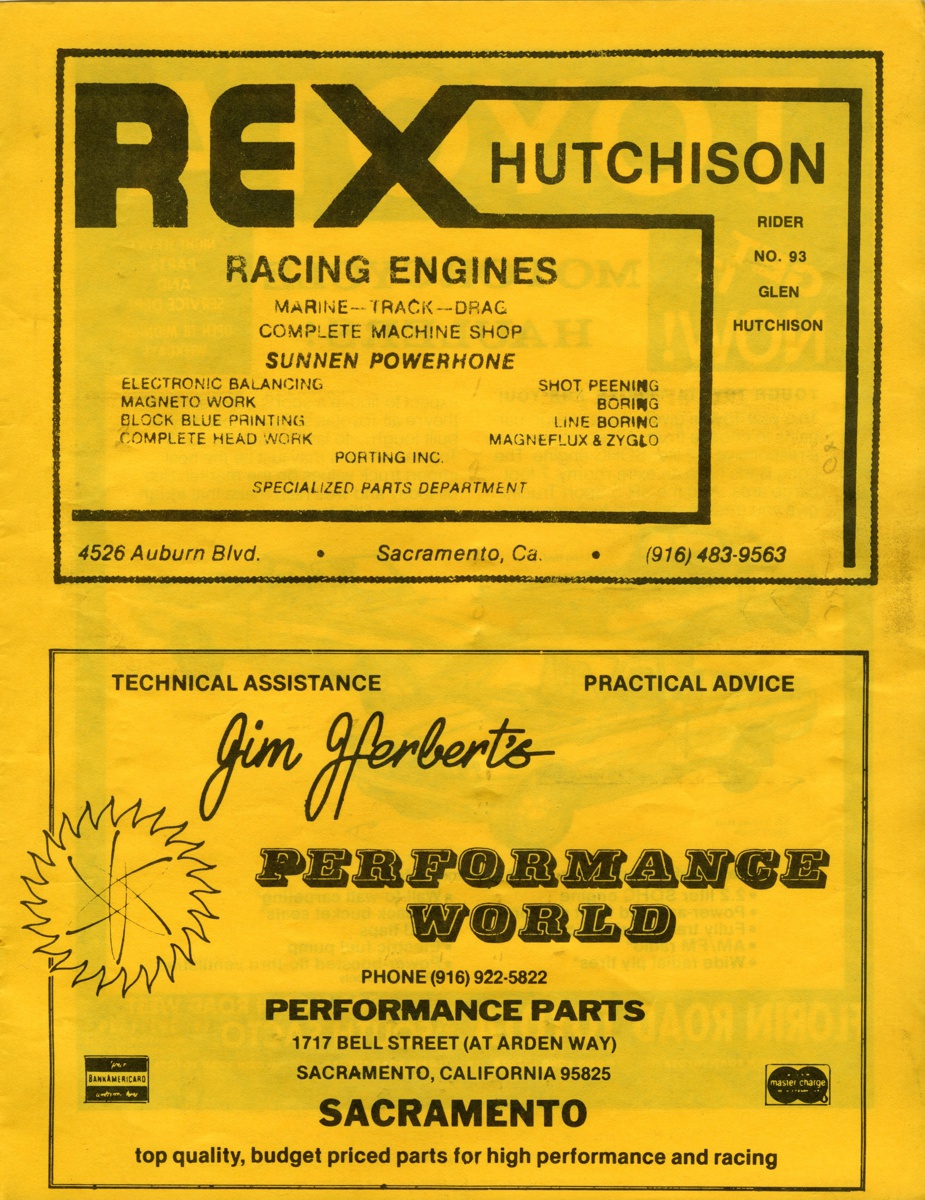 REX HUTCHISON
RIDER
NO. 93
GLEN
HUTCHISON
RACING ENGINES
MARINE--TRACK--DRAG
COMPLETE MACHINE SHOP
SUNNEN POWERHONE
ELECTRONIC BALANCING SHOT PEENING
MAGNETO WORK BORING
BLOCK BLUE PRINTING LINE BORING
COMPLETE HEAD WORK MAGNEFLUX & ZYGLO
PORTING INC.
SPECIALIZED PARTS DEPARTMENT
4526 Auburn Blvd. • Sacramento, Ca. • (916) 483-9563
TECHNICAL ASSISTANCE PRACTICAL ADVICE
Jim Jfferbert's
PERFORMANCE
WORLD
PHONE (916) 922-5822
PERFORMANCE PARTS
1717 BELL STREET (AT ARDEN WAY)
SACRAMENTO, CALIFORNIA 95825
SACRAMENTO
BANKAMERICARD
master charge
top quality, budget priced parts for high performance and racing